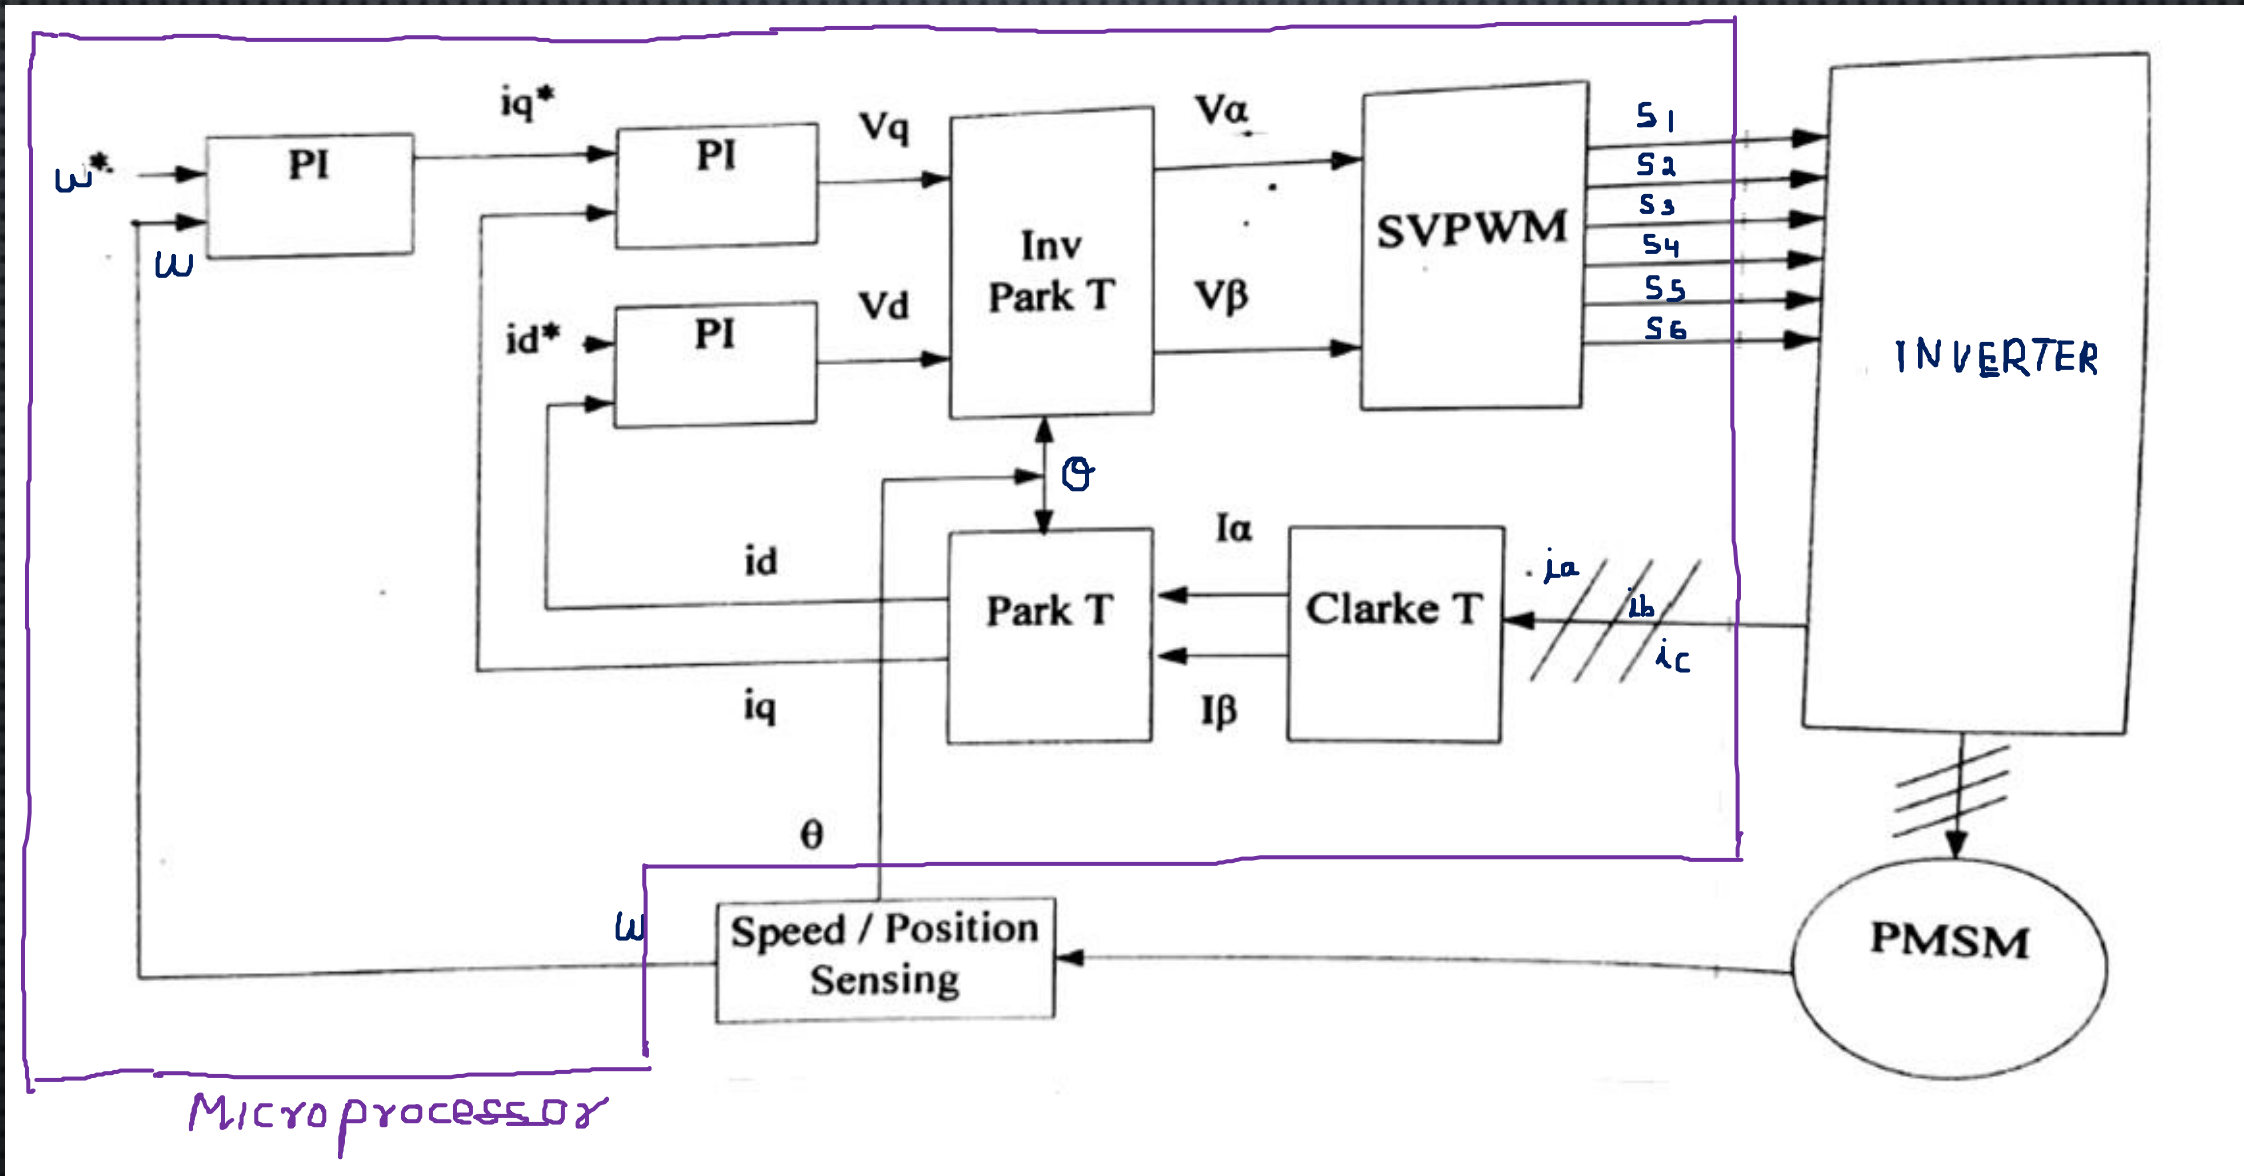 iq*
ω*
PI
ω
PI
Vq
id*
PI
Vd
Inv
Park T
Vα
Vβ
SVPWM
S1
S2
S3
S4
S5
S6
INVERTER
θ
id
iq
Park T
Iα
Iβ
Clarke T
ia
ib
ic
θ
ω
Speed / Position
Sensing
PMSM
Microprocessor